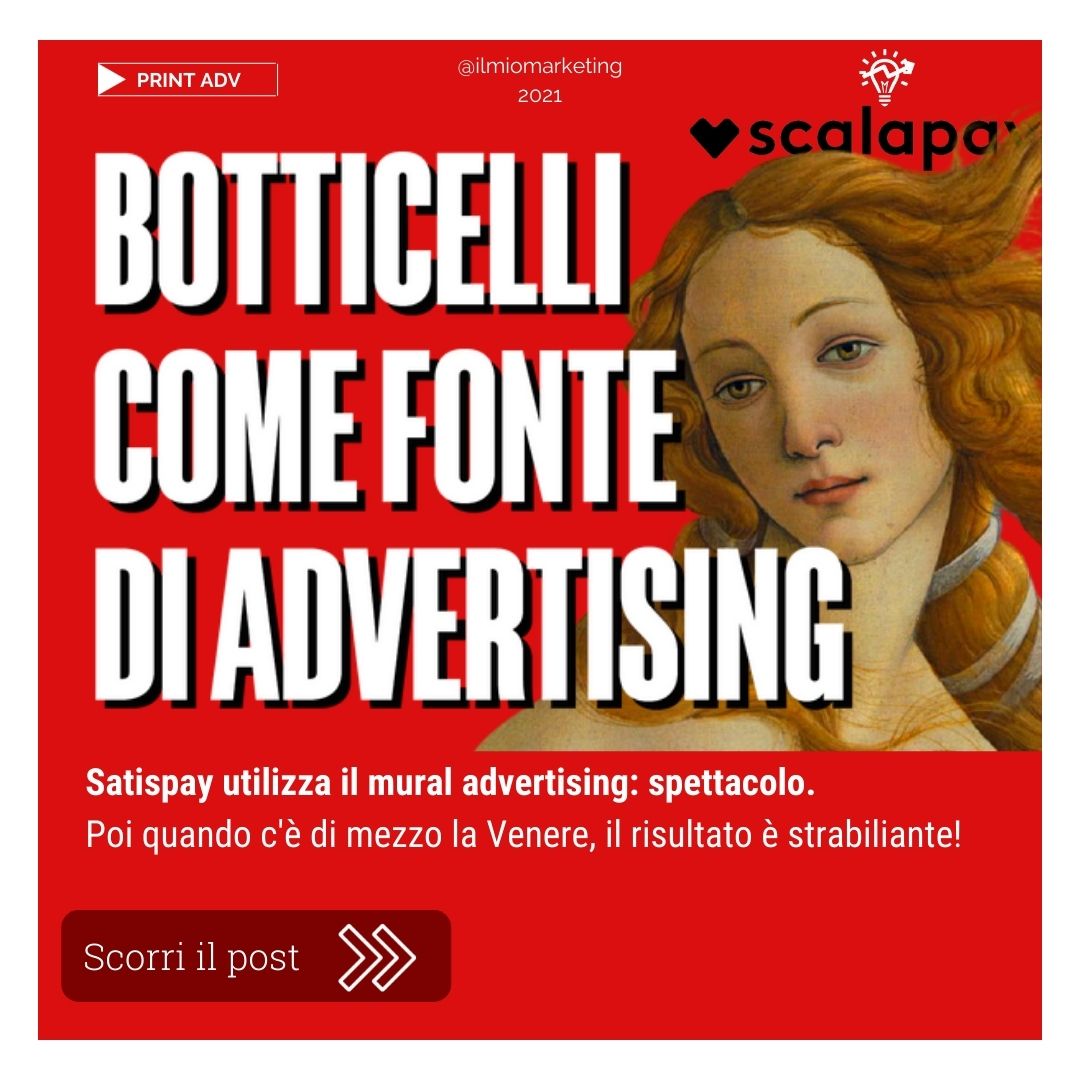 PRINT ADV
@ilmiomarketing
2021
scalapay
BOTTICELLI
COME FONTE
DI ADVERTISING
Satispay utilizza il mural advertising: spettacolo.
Poi quando c'è di mezzo la Venere, il risultato è strabiliante!
Scorri il post